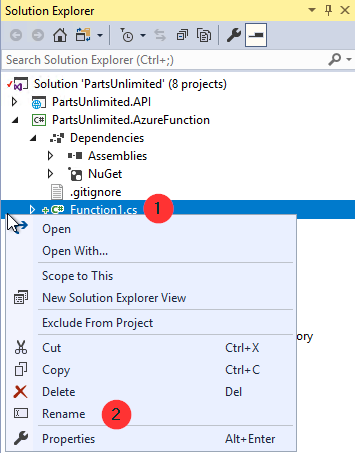 Solution Explorer
Search Solution Explorer (Ctrl+;)
Solution 'PartsUnlimited' (8 projects)
PartsUnlimited.API
C# PartsUnlimited.AzureFunction
Dependencies
Assemblies
NuGet
.gitignore
C# Function1.cs 1
Open
Open With...
Scope to This
New Solution Explorer View
Exclude From Project
ory
Cut Ctrl+X
Copy Ctrl+C
Delete Del
Rename 2
Properties Alt+Enter